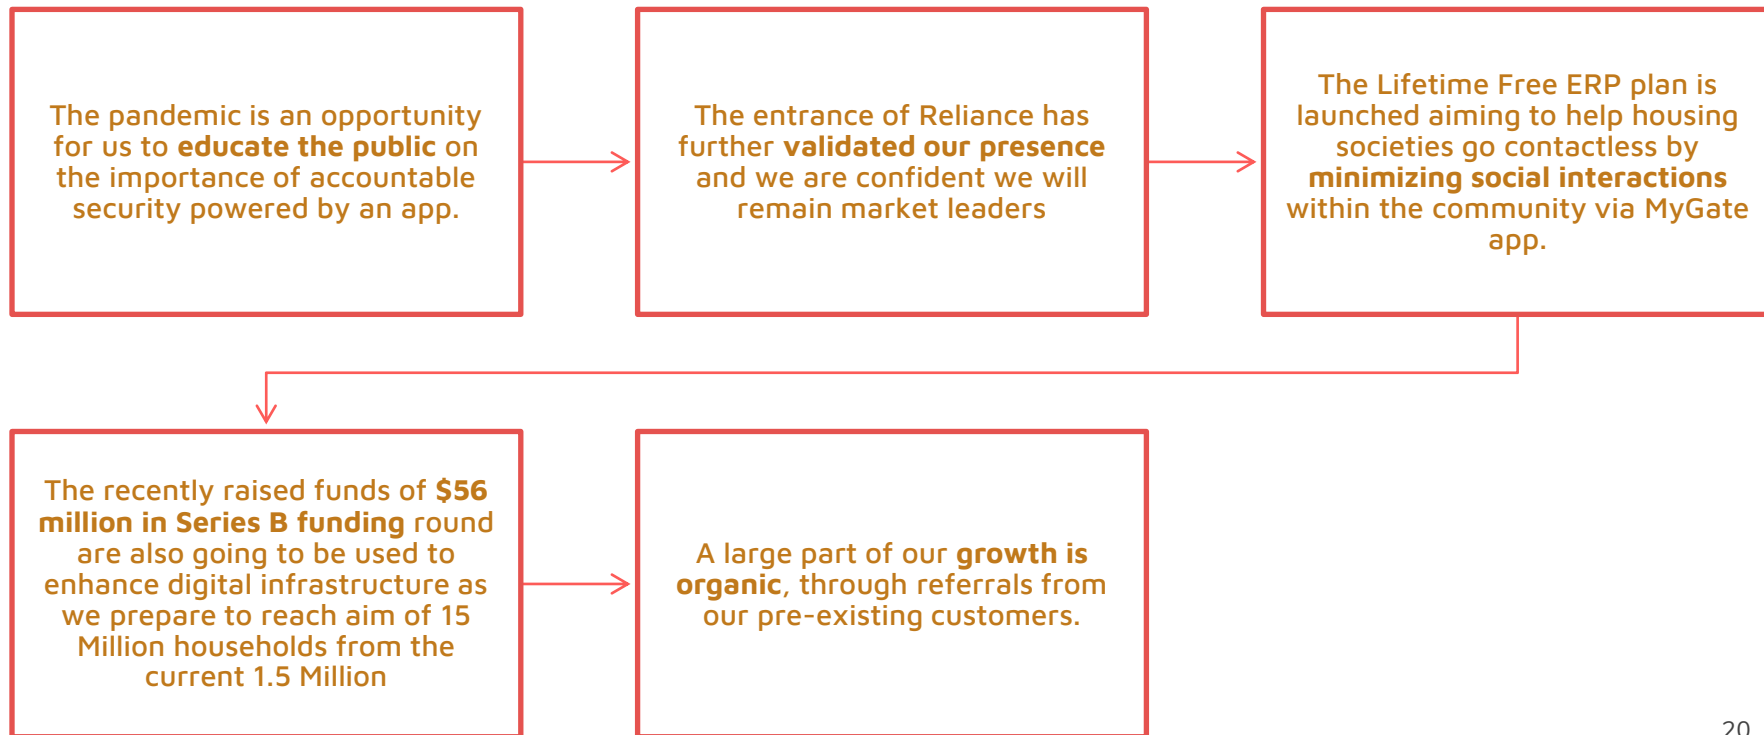 The pandemic is an opportunity
for us to educate the public on
the importance of accountable
security powered by an app.
The entrance of Reliance has
further validated our presence
and we are confident we will
remain market leaders
The Lifetime Free ERP plan is
launched aiming to help housing
societies go contactless by
minimizing social interactions
within the community via MyGate
app.
The recently raised funds of $56
million in Series B funding round
are also going to be used to
enhance digital infrastructure as
we prepare to reach aim of 15
Million households from the
current 1.5 Million
A large part of our growth is
organic, through referrals from
our pre-existing customers.
20